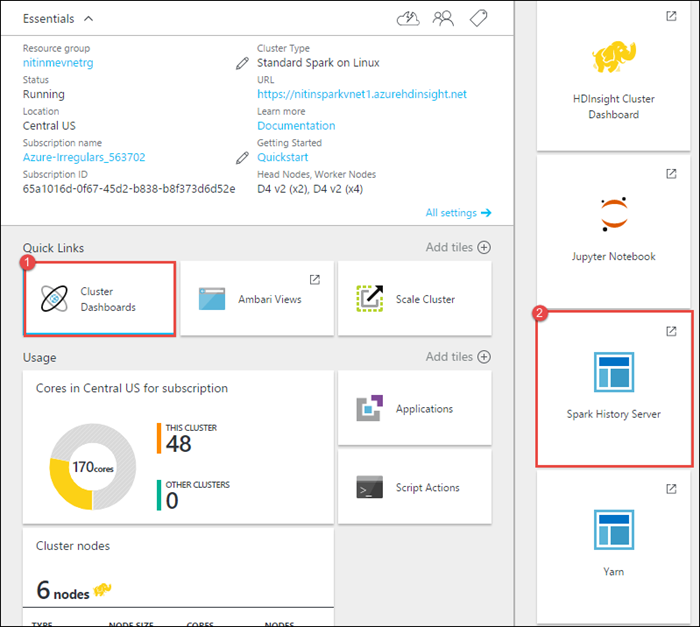 Essentials
Resource group
nitinmevnetrg
Status
Running
Location
Central US
Subscription name
Azure-Irregulars_563702
Subscription ID
65a1016d-0f67-45d2-b838-b8f373d6d52e
Cluster Type
Standard Spark on Linux
URL
https://nitinsparkvnet1.azurehdinsight.net
Learn more
Documentation
Getting Started
Quickstart
Head Nodes, Worker Nodes
D4 v2 (x2), D4 v2 (x4)
All settings
Quick Links
Add tiles
1
Cluster
Dashboards
Ambari Views
Scale Cluster
Usage
Add tiles
Cores in Central US for subscription
170cores
THIS CLUSTER
48
OTHER CLUSTERS
0
Applications
Script Actions
Cluster nodes
6 nodes
TYPE NODE SIZE CORES NODES
HDInsight Cluster
Dashboard
Jupyter Notebook
2
Spark History Server
Yarn